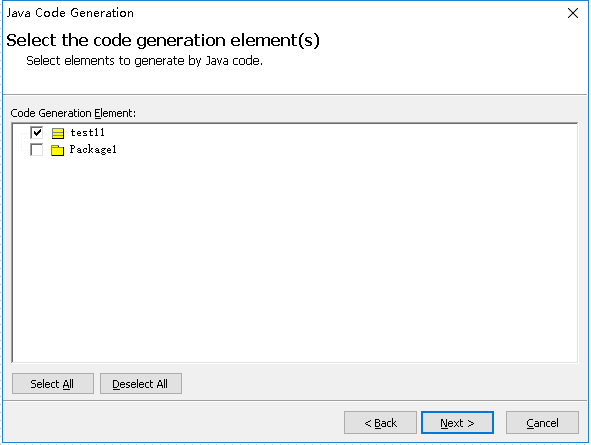 Java Code Generation
Select the code generation element(s)
Select elements to generate by Java code.
Code Generation Element:
test11
Package1
Select All
Deselect All
< Back
Next >
Cancel